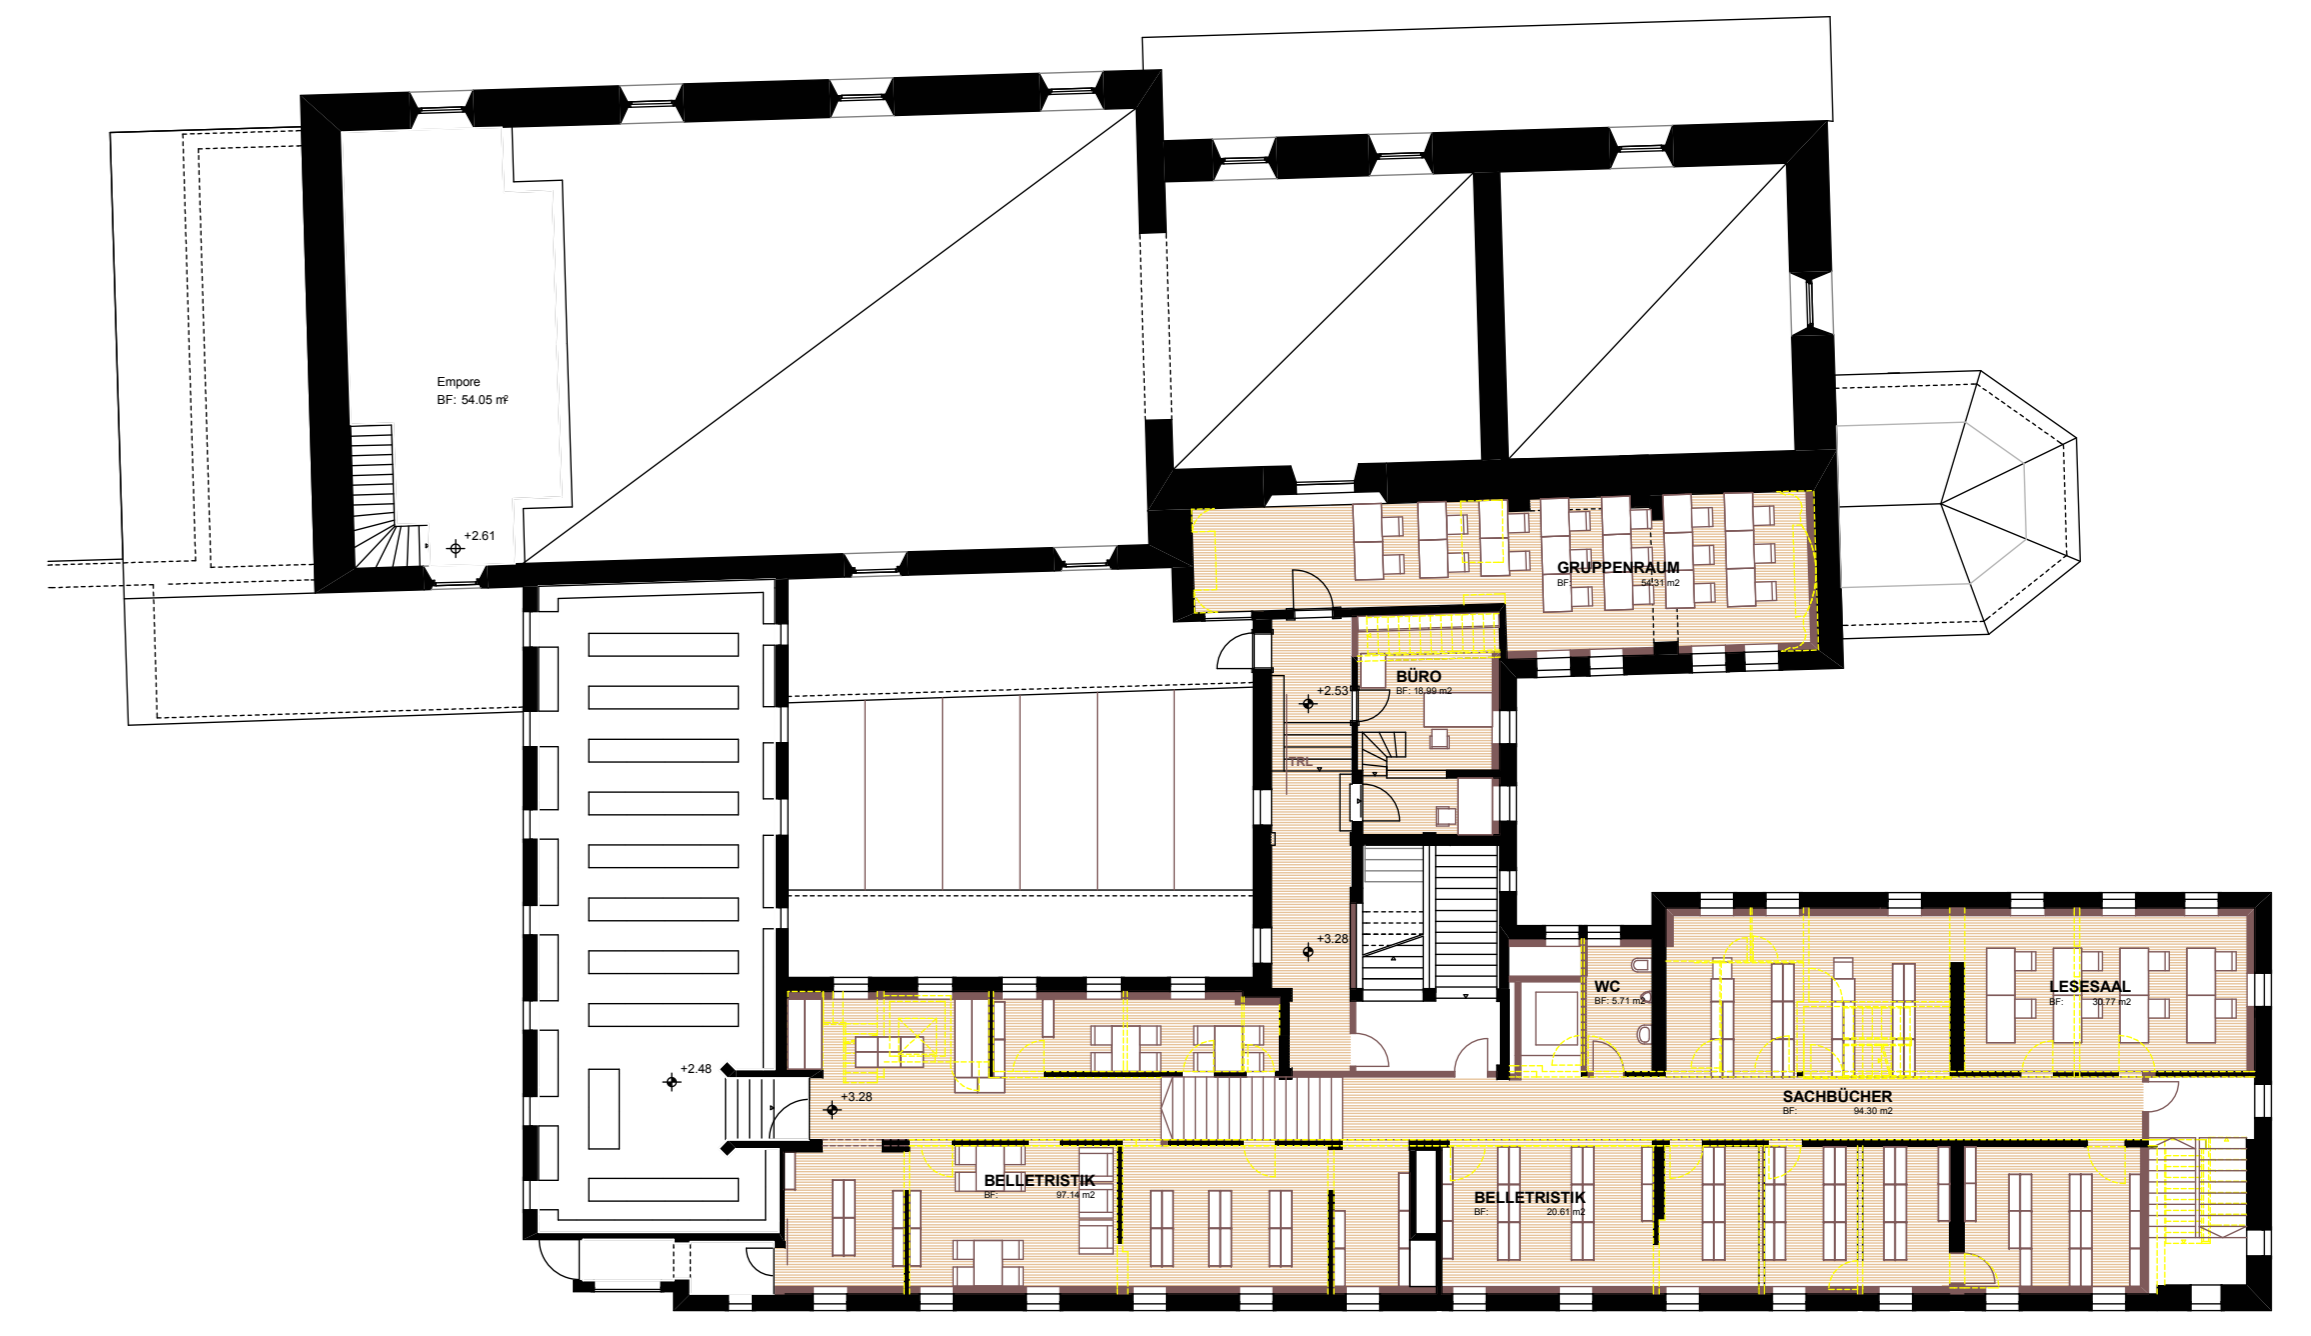 Empore
BF: 54.05 m²
+2.61
GRUPPENRAUM
BF: 54.31 m2
BÜRO
BF: 18.99 m2
+2.53
TRL
+3.28
WC
BF: 5.71 m2
LESESAAL
BF: 30.77 m2
+2.48
+3.28
SACHBÜCHER
BF: 94.30 m2
BELLETRISTIK
BF: 97.14 m2
BELLETRISTIK
BF: 20.61 m2